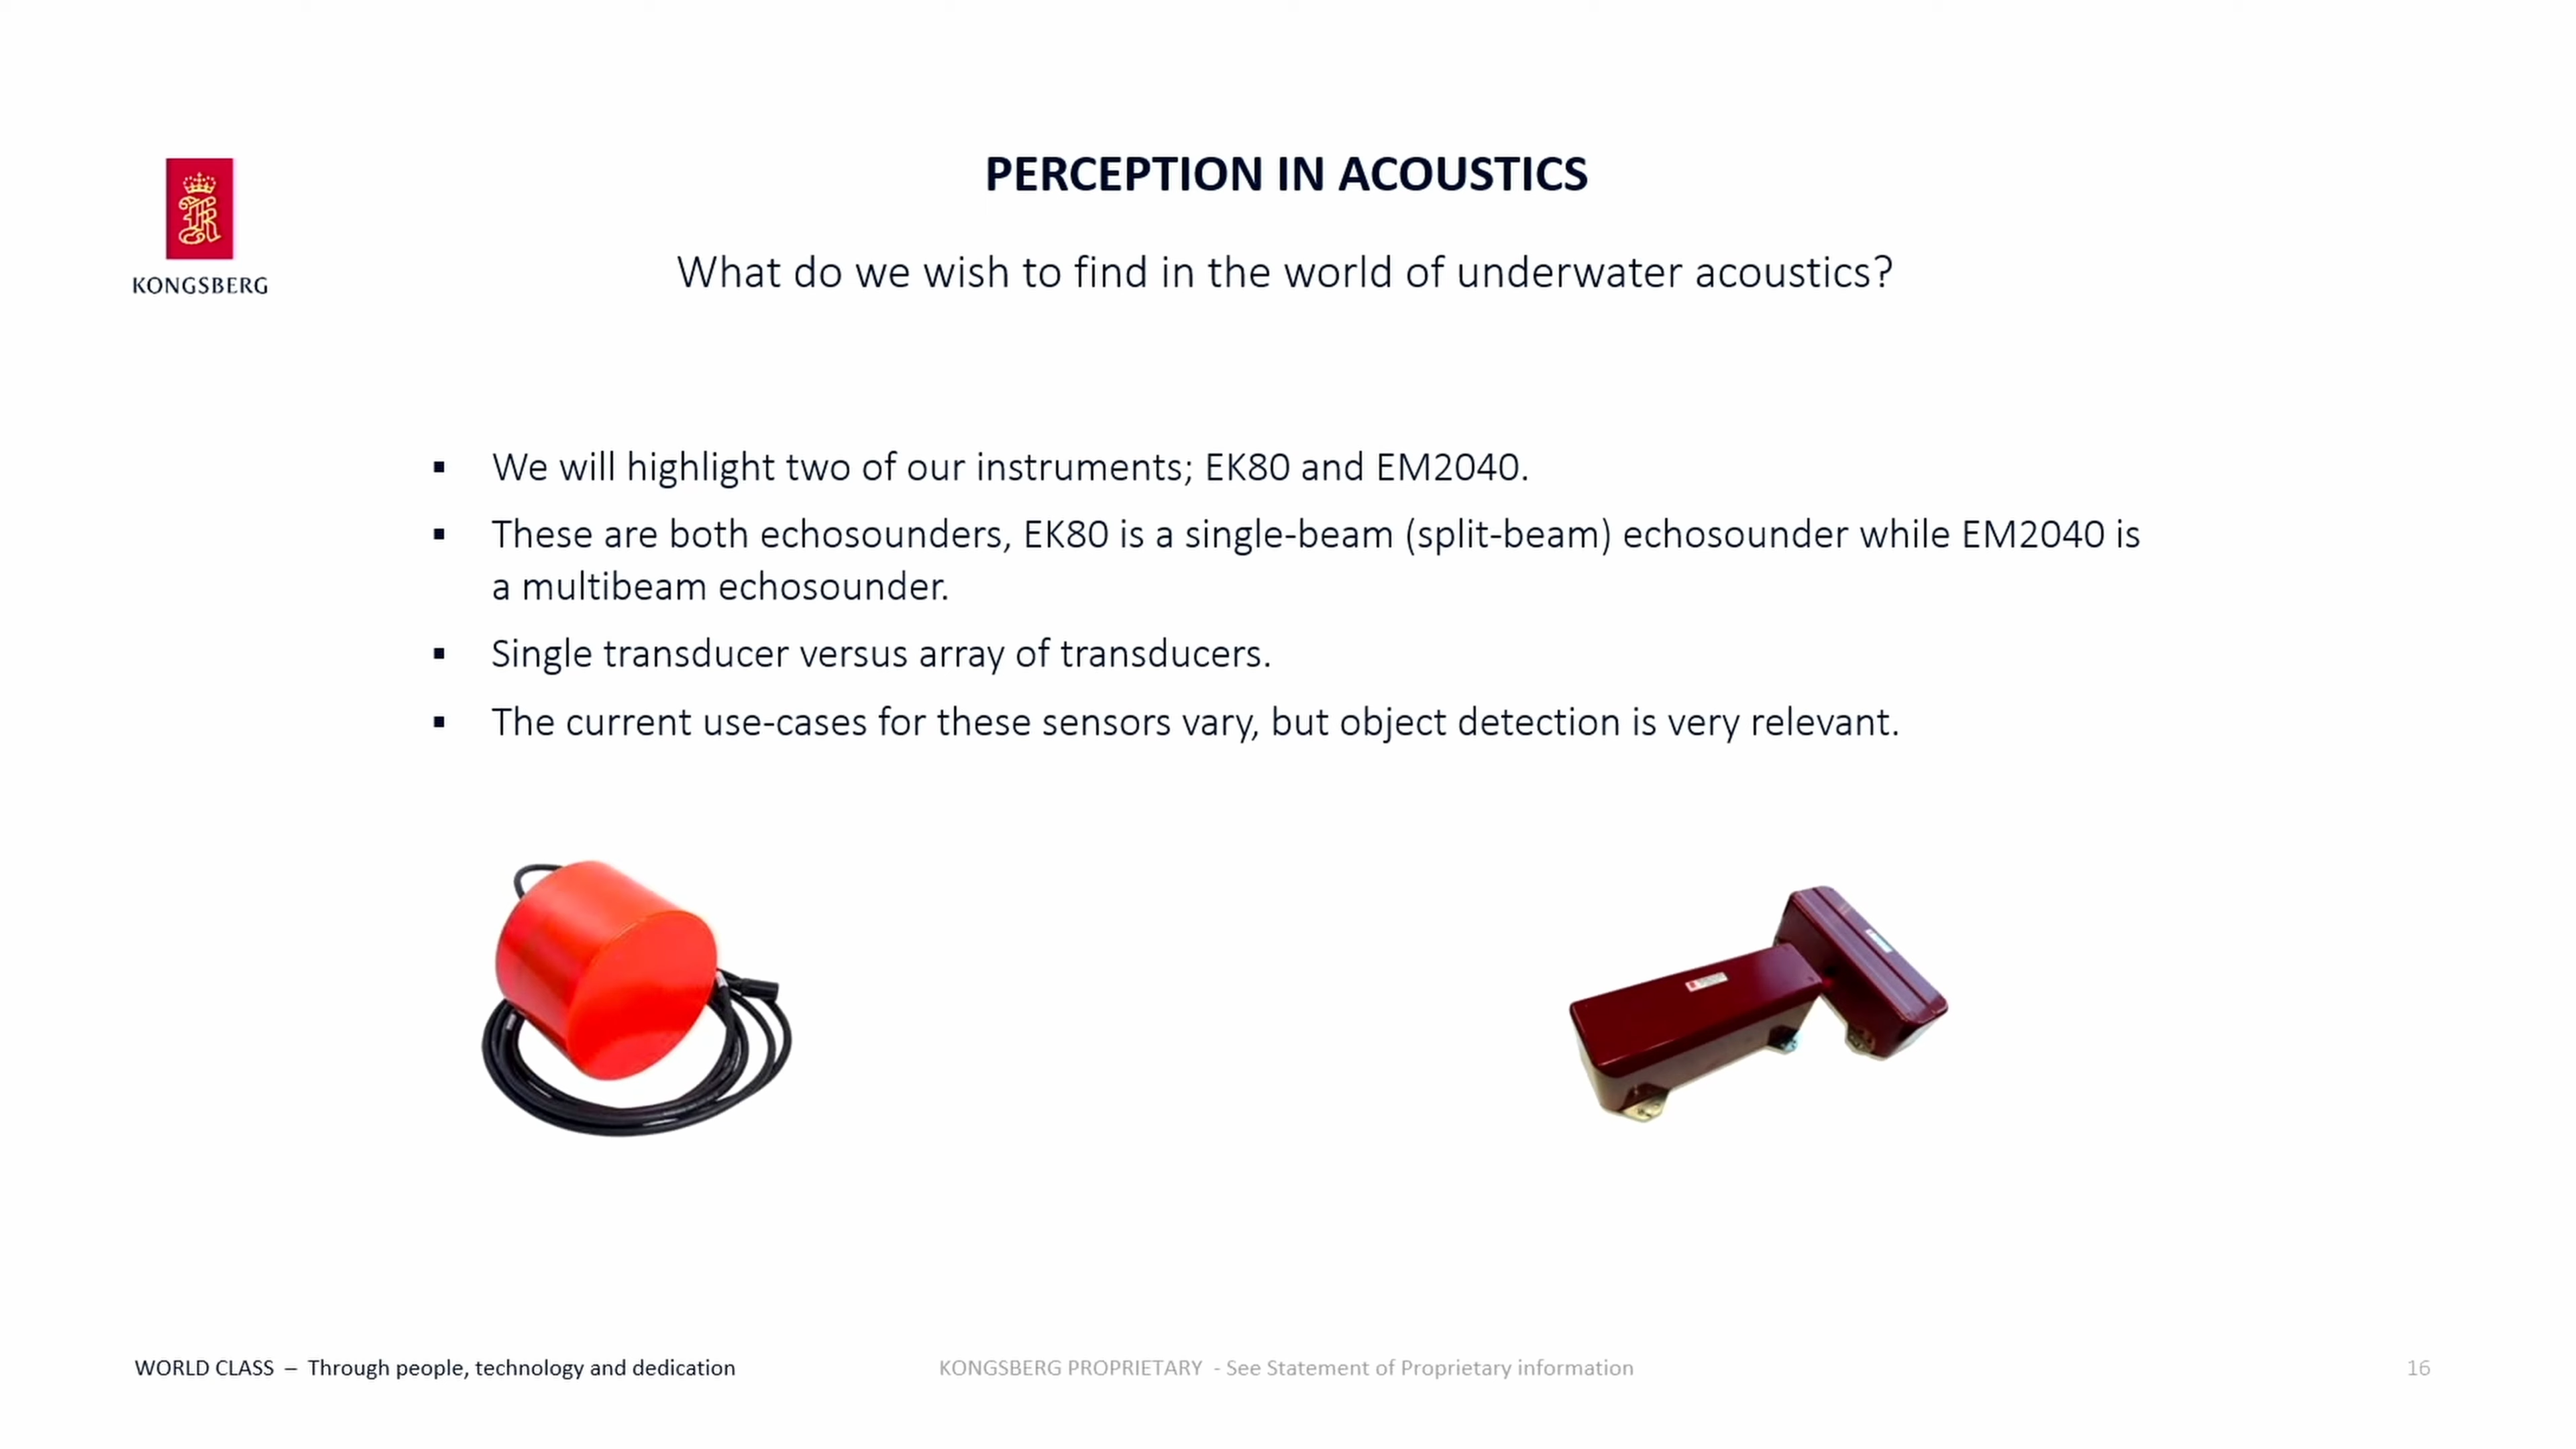 PERCEPTION IN ACOUSTICS
KONGSBERG
What do we wish to find in the world of underwater acoustics?
▪ We will highlight two of our instruments; EK80 and EM2040.
▪ These are both echosounders, EK80 is a single-beam (split-beam) echosounder while EM2040 is
a multibeam echosounder.
▪ Single transducer versus array of transducers.
▪ The current use-cases for these sensors vary, but object detection is very relevant.
WORLD CLASS – Through people, technology and dedication
KONGSBERG PROPRIETARY - See Statement of Proprietary information
16